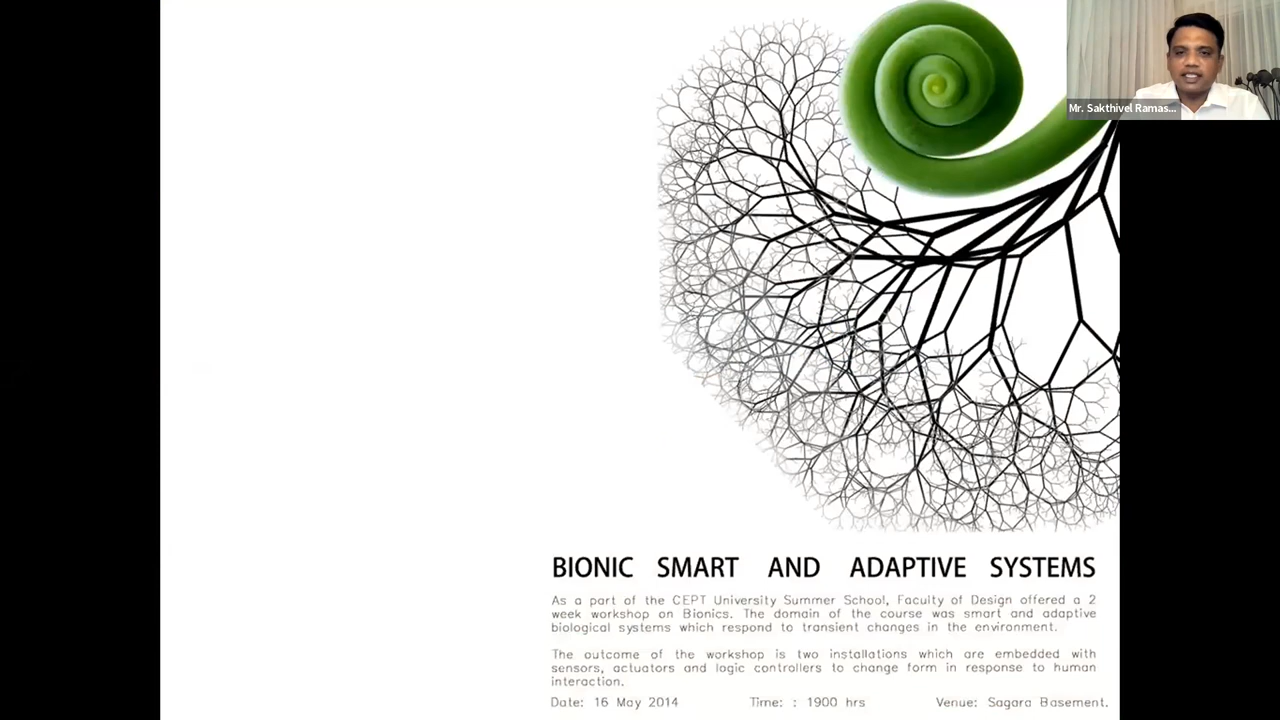 Mr. Sakthivel Ramas...
BIONIC SMART AND ADAPTIVE SYSTEMS
As a part of the CEPT University Summer School, Faculty of Design offered a 2
week workshop on Bionics. The domain of the course was smart and adaptive
biological systems which respond to transient changes in the environment.
The outcome of the workshop is two installations which are embedded with
sensors, actuators and logic controllers to change form in response to human
interaction.
Date: 16 May 2014 Time: : 1900 hrs Venue: Sagara Basement.